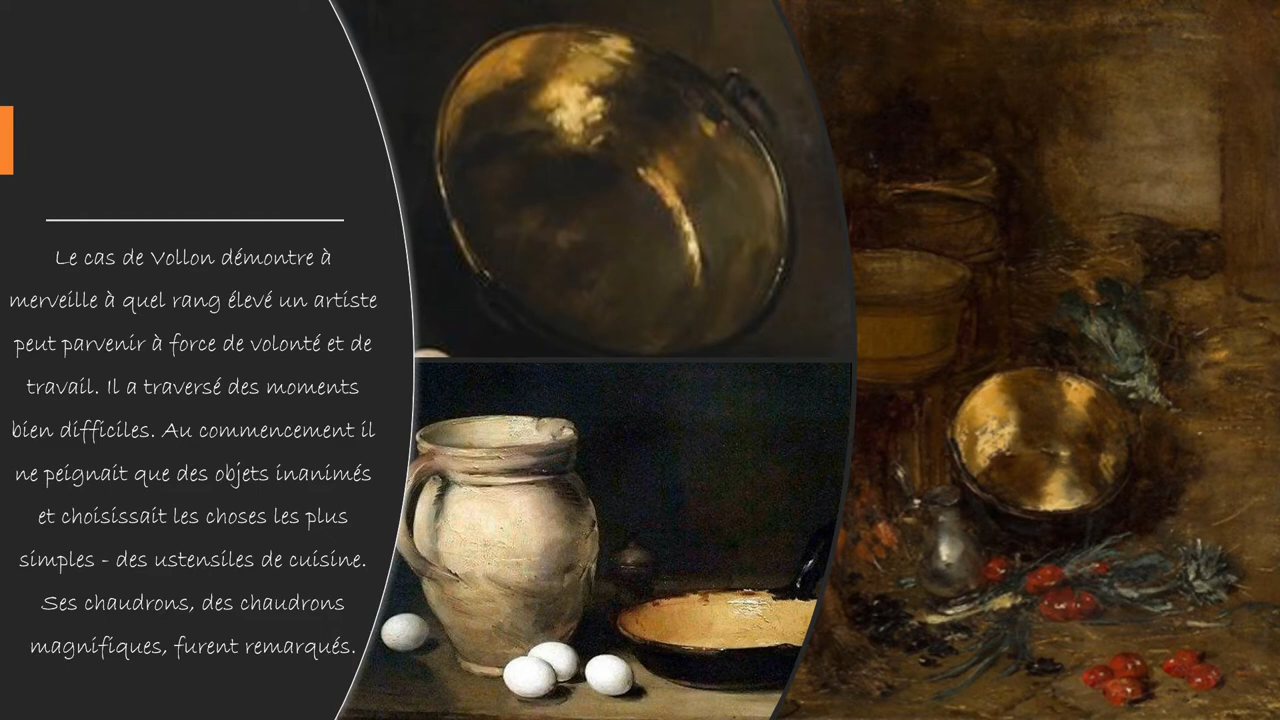 Le cas de Vollon démontre à
merveille à quel rang élevé un artiste
peut parvenir à force de volonté et de
travail. Il a traversé des moments
bien difficiles. Au commencement il
ne peignait que des objets inanimés
et choisissait les choses les plus
simples - des ustensiles de cuisine.
Ses chaudrons, des chaudrons
magnifiques, furent remarqués.